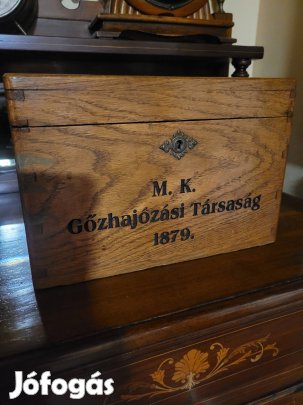 M. K.
Gőzhajózási Társaság
1879.
Jófogás